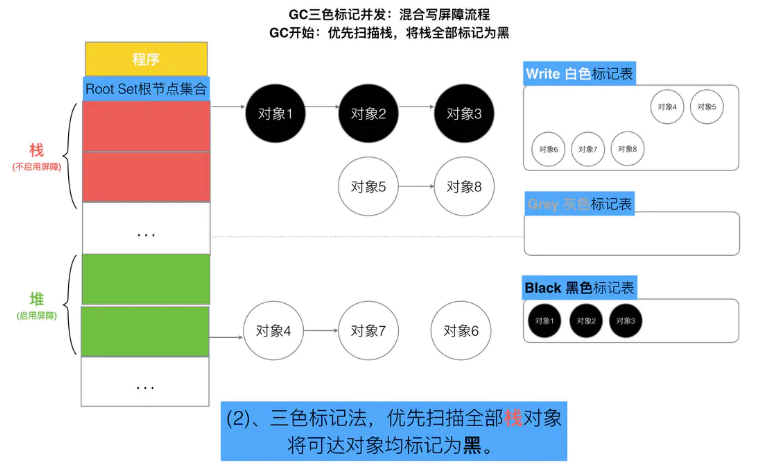 GC三色标记并发：混合写屏障流程
GC开始：优先扫描栈，将栈全部标记为黑
程序
Root Set根节点集合
栈
(不启用屏障)
...
堆
(启用屏障)
...
对象1
对象2
对象3
对象5
对象8
对象4
对象7
对象6
Write 白色标记表
对象4
对象5
对象6
对象7
对象8
Grey 灰色标记表
Black 黑色标记表
对象1
对象2
对象3
(2)、三色标记法，优先扫描全部栈对象
将可达对象均标记为黑。